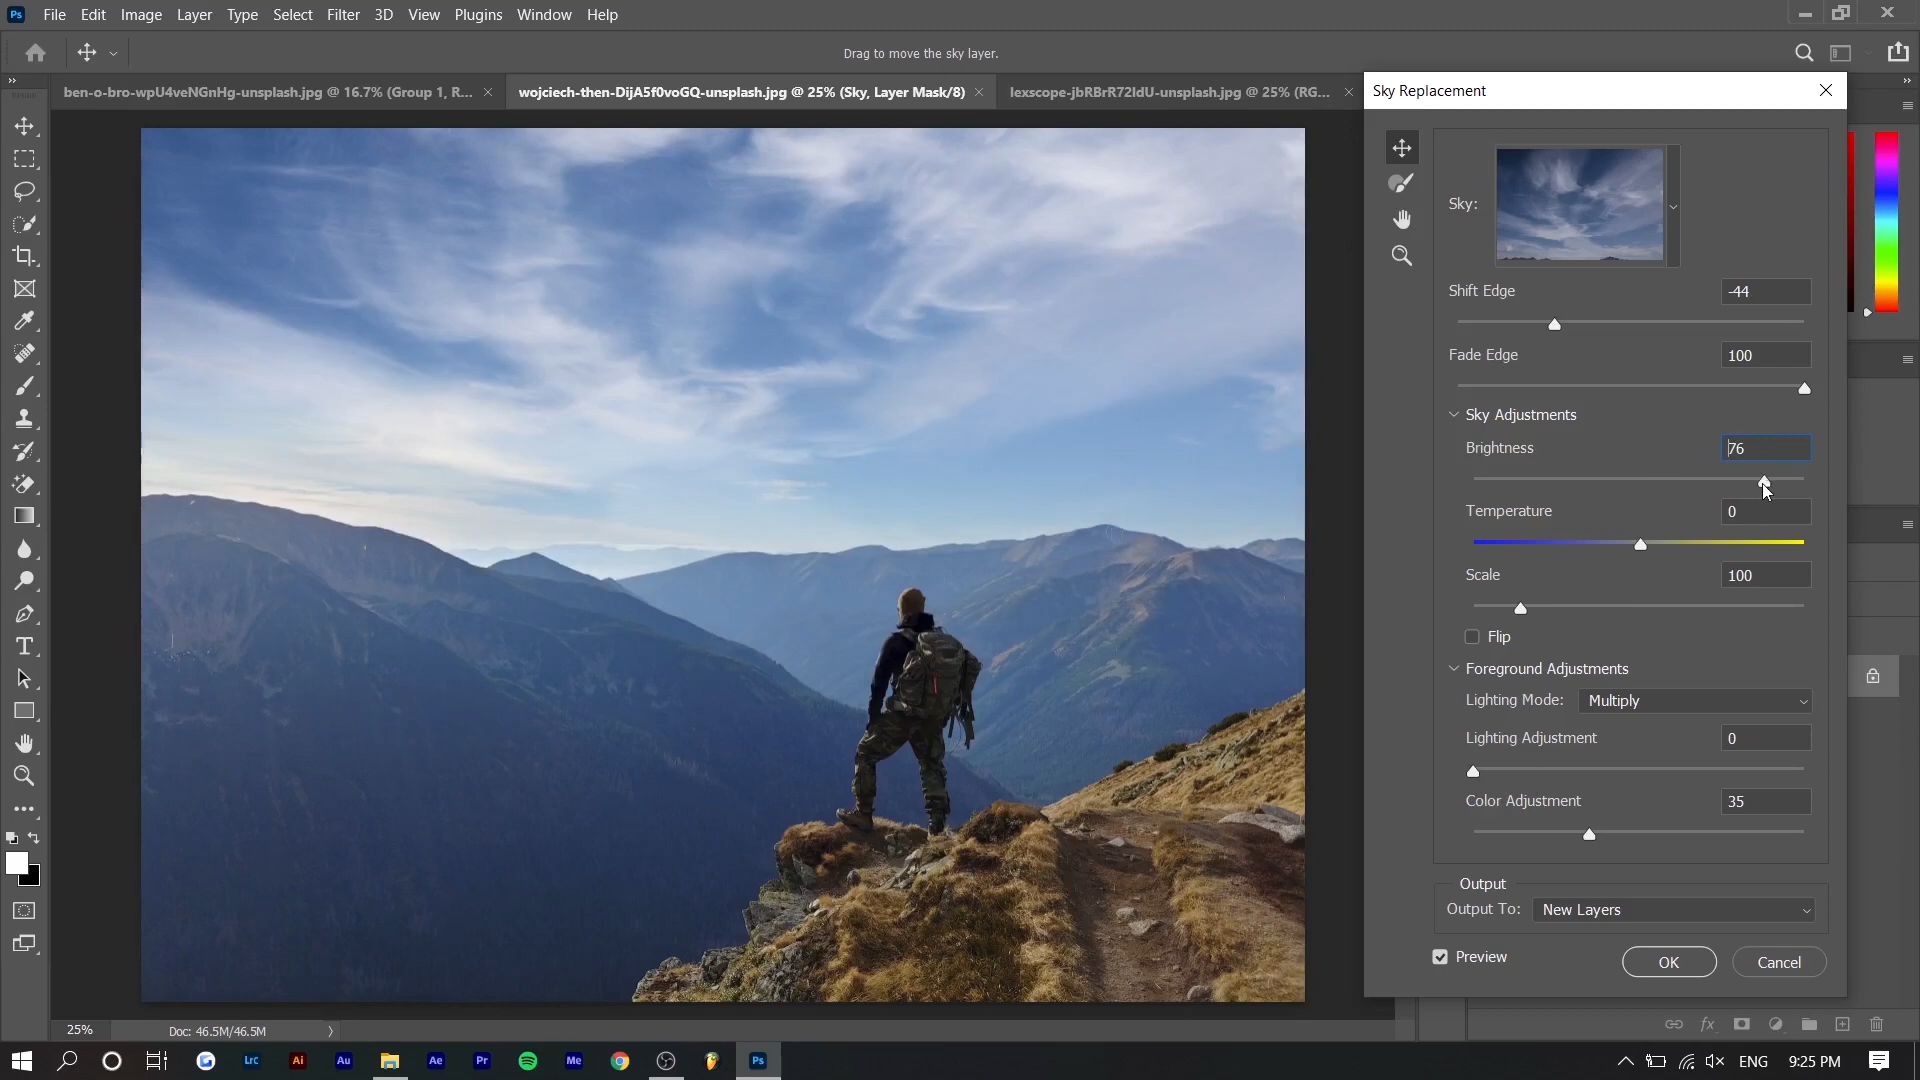 Ps File Edit Image Layer Type Select Filter 3D View Plugins Window Help
Drag to move the sky layer.
ben-o-bro-wpU4veNGnHg-unsplash.jpg @ 16.7% (Group 1, R... wojciech-then-DijA5f0voGQ-unsplash.jpg @ 25% (Sky, Layer Mask/8) lexscope-jbRBrR72IdU-unsplash.jpg @ 25% (RG...
Sky Replacement
Sky:
Shift Edge -44
Fade Edge 100
Sky Adjustments
Brightness 76
Temperature 0
Scale 100
Flip
Foreground Adjustments
Lighting Mode: Multiply
Lighting Adjustment 0
Color Adjustment 35
Output
Output To: New Layers
Preview OK Cancel
25% Doc: 46.5M/46.5M
fx
Lrc Ai Au Ae Pr Me Ps ENG 9:25 PM